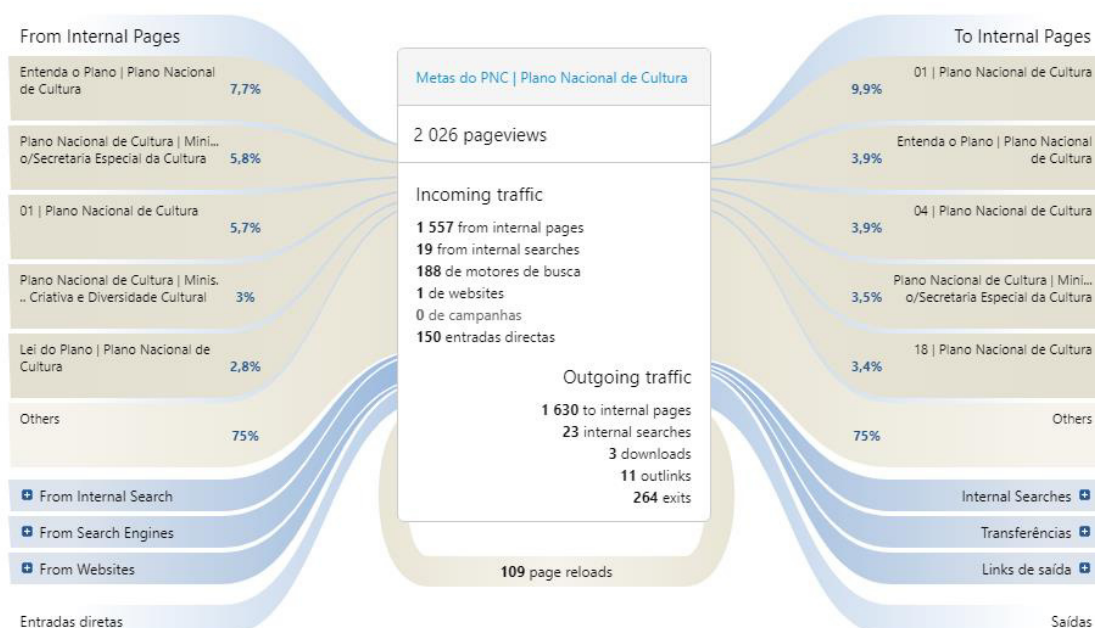 From Internal Pages
Entenda o Plano | Plano Nacional
de Cultura
7,7%
Plano Nacional de Cultura | Mini...
o/Secretaria Especial da Cultura
5,8%
01 | Plano Nacional de Cultura
5,7%
Plano Nacional de Cultura | Minis.
.. Criativa e Diversidade Cultural
3%
Lei do Plano | Plano Nacional de
Cultura
2,8%
Others
75%
From Internal Search
From Search Engines
From Websites
Entradas diretas
Metas do PNC | Plano Nacional de Cultura
2 026 pageviews
Incoming traffic
1 557 from internal pages
19 from internal searches
188 de motores de busca
1 de websites
0 de campanhas
150 entradas directas
Outgoing traffic
1 630 to internal pages
23 internal searches
3 downloads
11 outlinks
264 exits
109 page reloads
To Internal Pages
01 | Plano Nacional de Cultura
9,9%
Entenda o Plano | Plano Nacional
de Cultura
3,9%
04 | Plano Nacional de Cultura
3,9%
Plano Nacional de Cultura | Mini...
o/Secretaria Especial da Cultura
3,5%
18 | Plano Nacional de Cultura
3,4%
Others
75%
Internal Searches
Transferências
Links de saída
Saídas